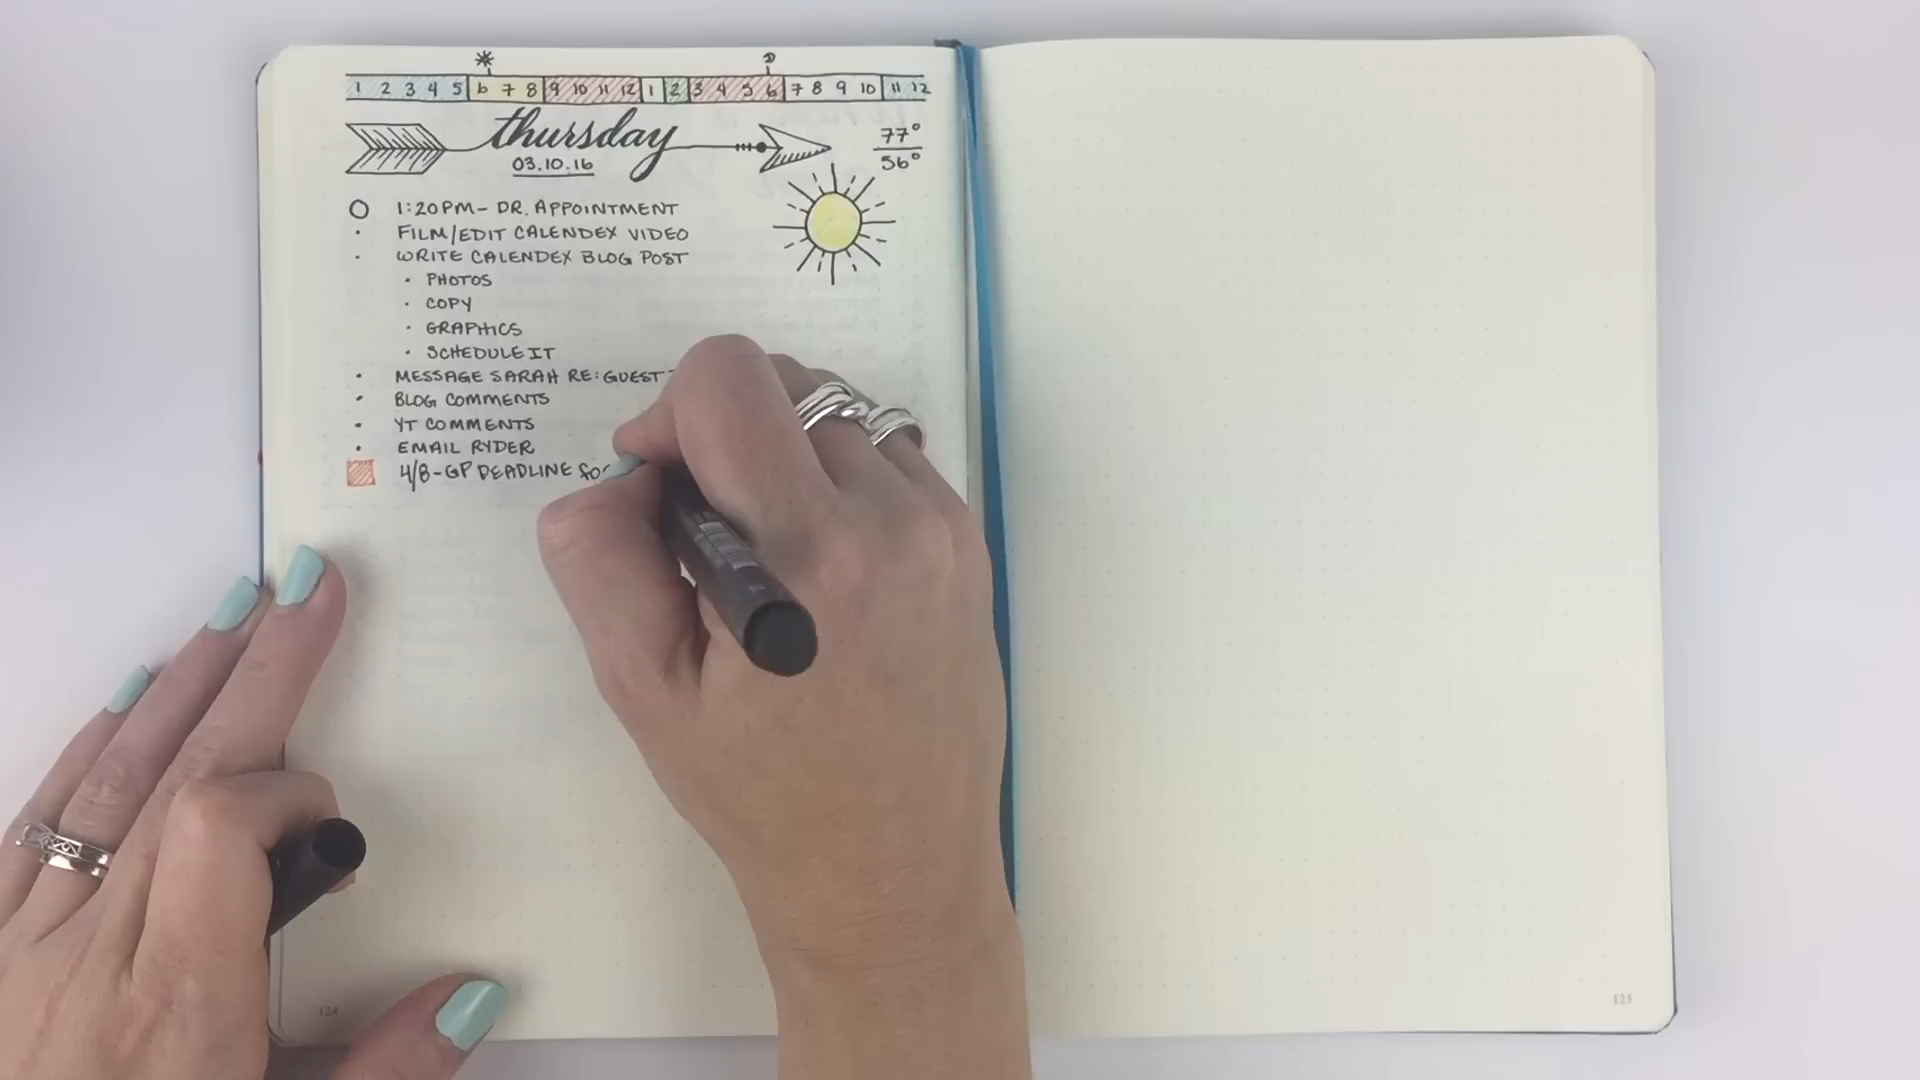 1 2 3 4 5 6 7 8 9 10 11 12 1 2 3 4 5 6 7 8 9 10 11 12
thursday
03.10.16
77°
56°
1:20PM- DR. APPOINTMENT
• FILM/EDIT CALENDEX VIDEO
• WRITE CALENDEX BLOG POST
• PHOTOS
• COPY
• GRAPHICS
• SCHEDULE IT
• MESSAGE SARAH RE: GUEST
• BLOG COMMENTS
• YT COMMENTS
• EMAIL RYDER
4/8-GP DEADLINE
124
125